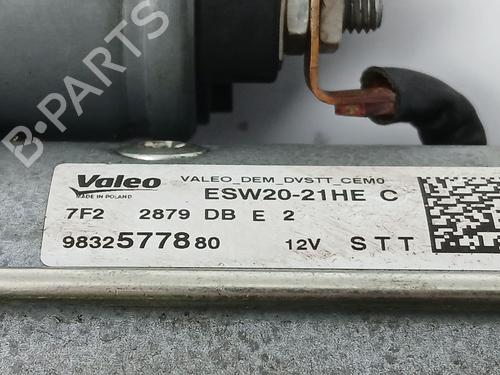 B-PARTS
Valeo
MADE IN POLAND
VALEO_DEM_DVSTT_CEM0
ESW20-21HE C
7F2 2879 DB E 2
9832577880 12V STT